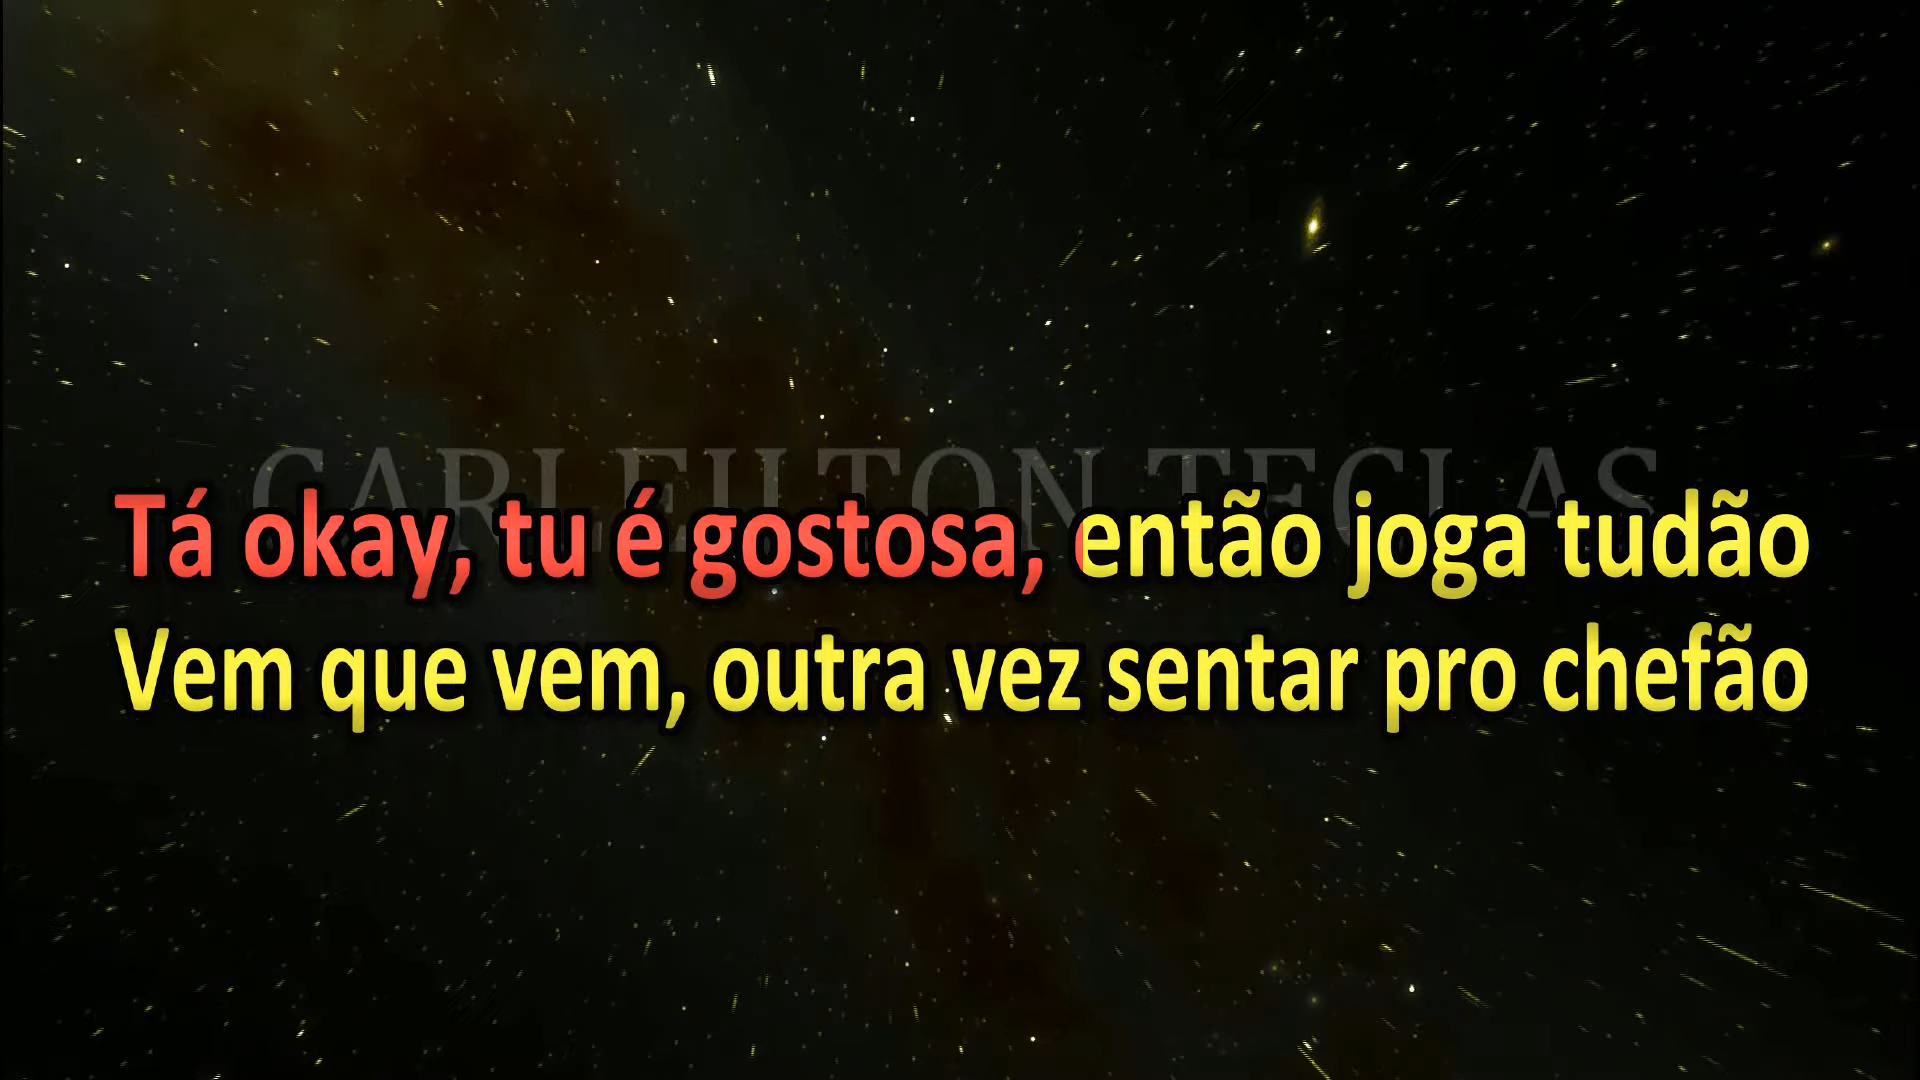 CARLEILTON TECLAS
Tá okay, tu é gostosa, então joga tudão
Vem que vem, outra vez sentar pro chefão